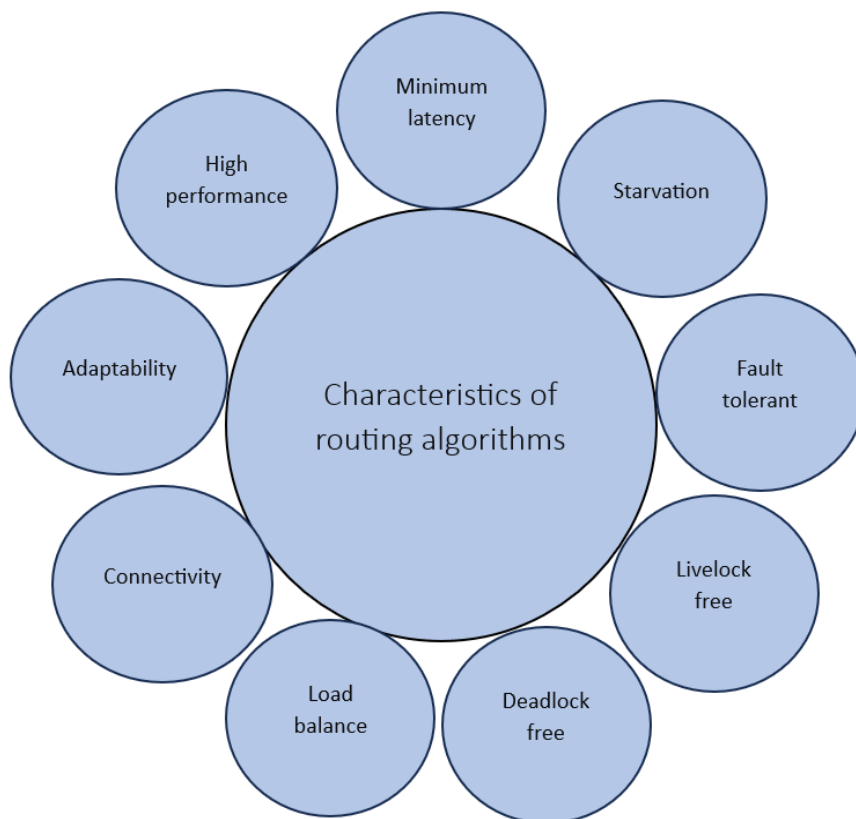 Minimum
latency
Starvation
Fault
tolerant
Livelock
free
Deadlock
free
Load
balance
Connectivity
Adaptability
High
performance
Characteristics of
routing algorithms